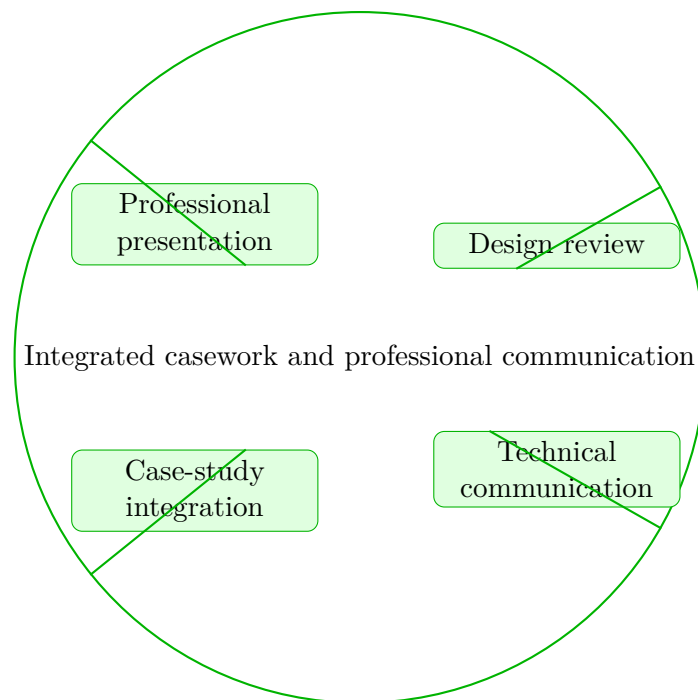 Professional
presentation
Design review
Integrated casework and professional communication
Case-study
integration
Technical
communication